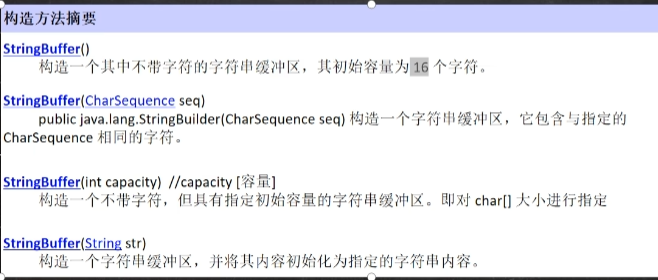 构造方法摘要
StringBuffer()
构造一个其中不带字符的字符串缓冲区，其初始容量为 16 个字符。
StringBuffer(CharSequence seq)
public java.lang.StringBuilder(CharSequence seq) 构造一个字符串缓冲区，它包含与指定的
CharSequence 相同的字符。
StringBuffer(int capacity) //capacity [容量]
构造一个不带字符，但具有指定初始容量的字符串缓冲区。即对 char[] 大小进行指定
StringBuffer(String str)
构造一个字符串缓冲区，并将其内容初始化为指定的字符串内容。